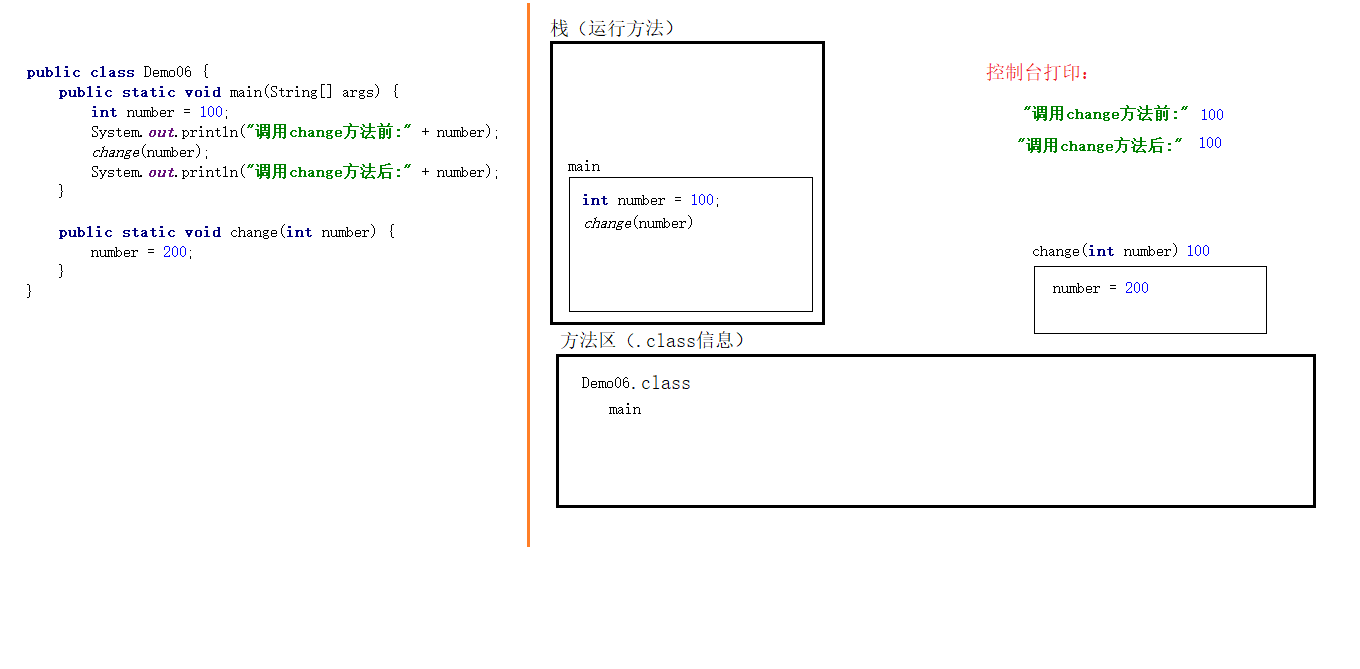 public class Demo06 {
public static void main(String[] args) {
int number = 100;
System.out.println("调用change方法前:" + number);
change(number);
System.out.println("调用change方法后:" + number);
}
public static void change(int number) {
number = 200;
}
}
栈（运行方法）
main
int number = 100;
change(number)
控制台打印：
"调用change方法前:" 100
"调用change方法后:" 100
change(int number) 100
number = 200
方法区（.class信息）
Demo06.class
main